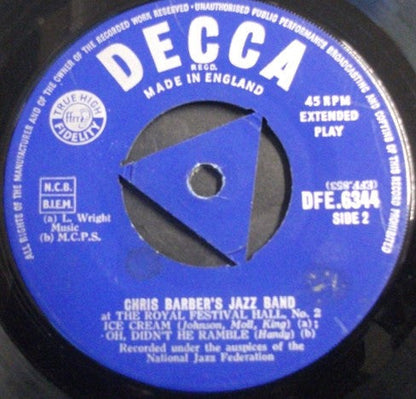 ALL RIGHTS OF THE MANUFACTURER AND OF THE OWNER OF THE RECORDED WORK RESERVED • UNAUTHORISED PUBLIC PERFORMANCE BROADCASTING AND COPYING OF THIS RECORD PROHIBITED
DECCA
REGD.
MADE IN ENGLAND
TRUE HIGH
ffrr
FIDELITY
45 RPM
EXTENDED
PLAY
N.C.B.
B.I.E.M.
(a) L. Wright
Music
(b) M.C.P.S.
(EFF.853)
DFE.6344
SIDE 2
CHRIS BARBER'S JAZZ BAND
at THE ROYAL FESTIVAL HALL, No. 2
ICE CREAM (Johnson, Moll, King) (a);
OH, DIDN'T HE RAMBLE (Handy) (b)
Recorded under the auspices of the
National Jazz Federation